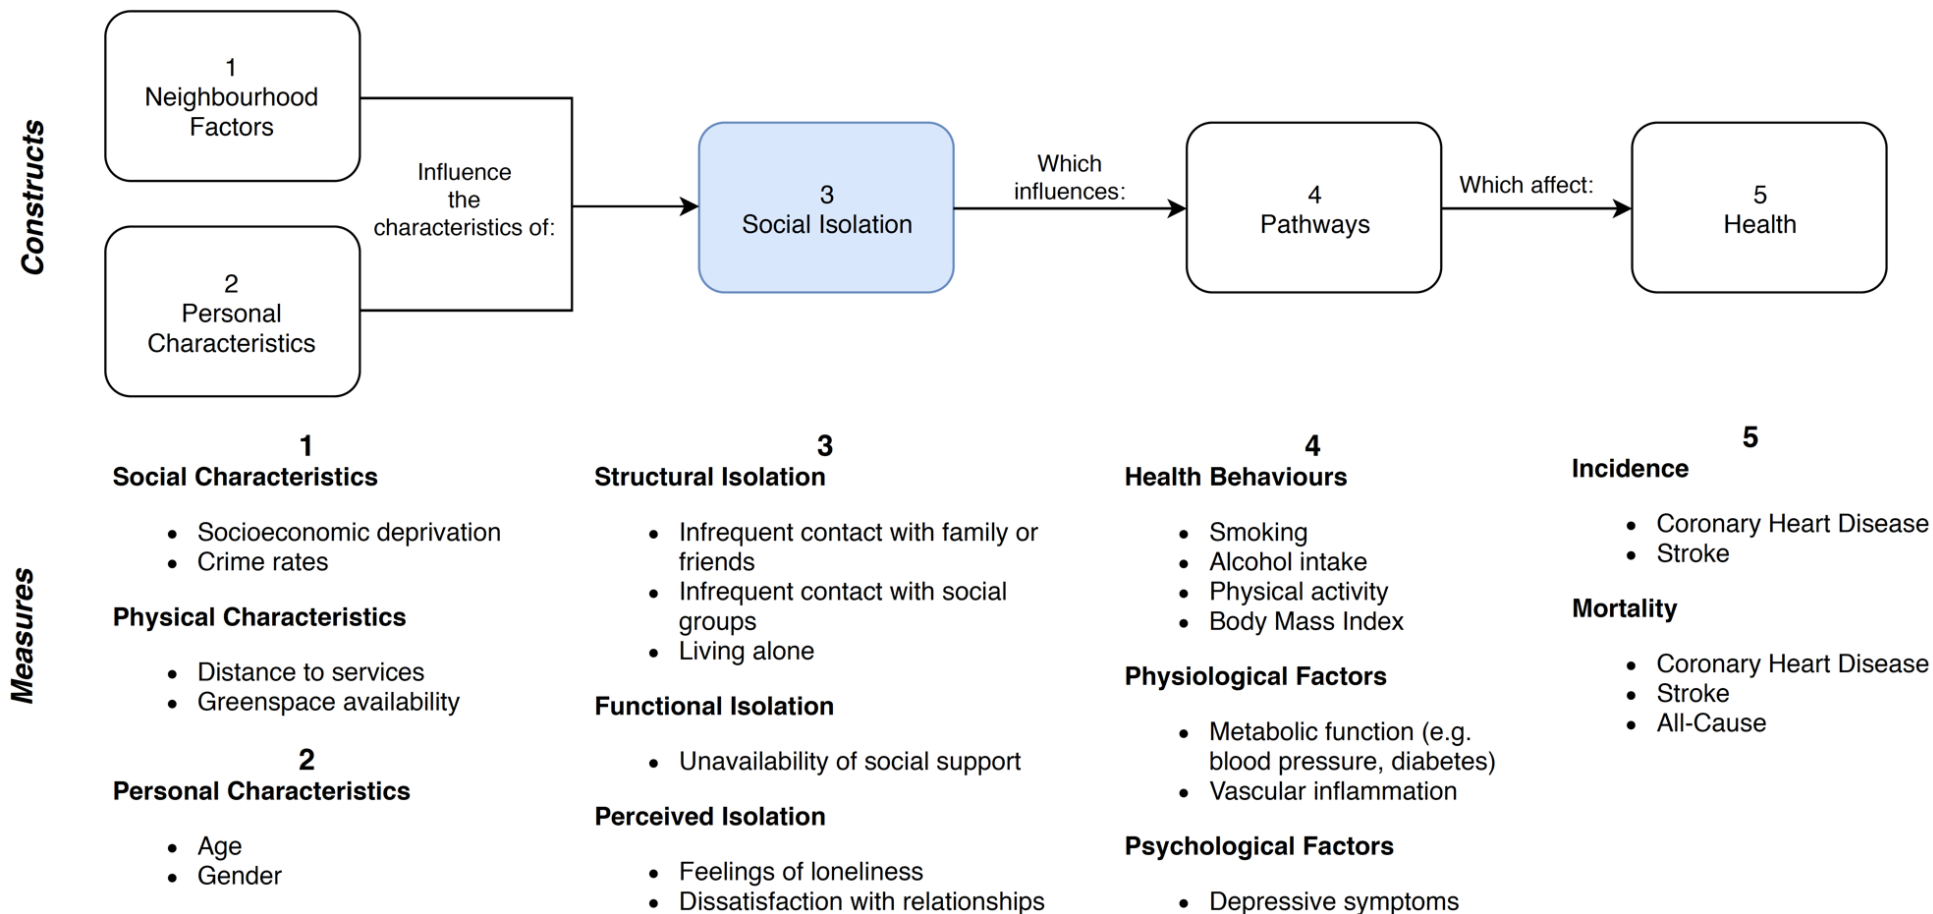 Constructs
1
Neighbourhood
Factors
2
Personal
Characteristics
Influence
the
characteristics of:
3
Social Isolation
Which
influences:
4
Pathways
Which affect:
5
Health
Measures
1
Social Characteristics
• Socioeconomic deprivation
• Crime rates
Physical Characteristics
• Distance to services
• Greenspace availability
2
Personal Characteristics
• Age
• Gender
3
Structural Isolation
• Infrequent contact with family or
friends
• Infrequent contact with social
groups
• Living alone
Functional Isolation
• Unavailability of social support
Perceived Isolation
• Feelings of loneliness
• Dissatisfaction with relationships
4
Health Behaviours
• Smoking
• Alcohol intake
• Physical activity
• Body Mass Index
Physiological Factors
• Metabolic function (e.g.
blood pressure, diabetes)
• Vascular inflammation
Psychological Factors
• Depressive symptoms
5
Incidence
• Coronary Heart Disease
• Stroke
Mortality
• Coronary Heart Disease
• Stroke
• All-Cause